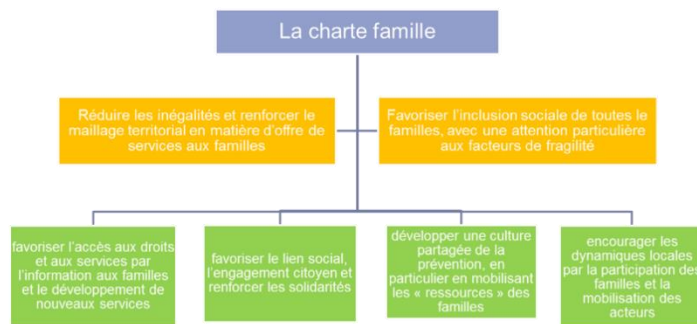 La charte famille
Réduire les inégalités et renforcer le
maillage territorial en matière d'offre de
services aux familles
Favoriser l'inclusion sociale de toutes le
familles, avec une attention particulière
aux facteurs de fragilité
favoriser l'accès aux droits
et aux services par
l'information aux familles
et le développement de
nouveaux services
favoriser le lien social,
l'engagement citoyen et
renforcer les solidarités
développer une culture
partagée de la
prévention, en
particulier en mobilisant
les « ressources » des
familles
encourager les
dynamiques locales
par la participation des
familles et la
mobilisation des
acteurs